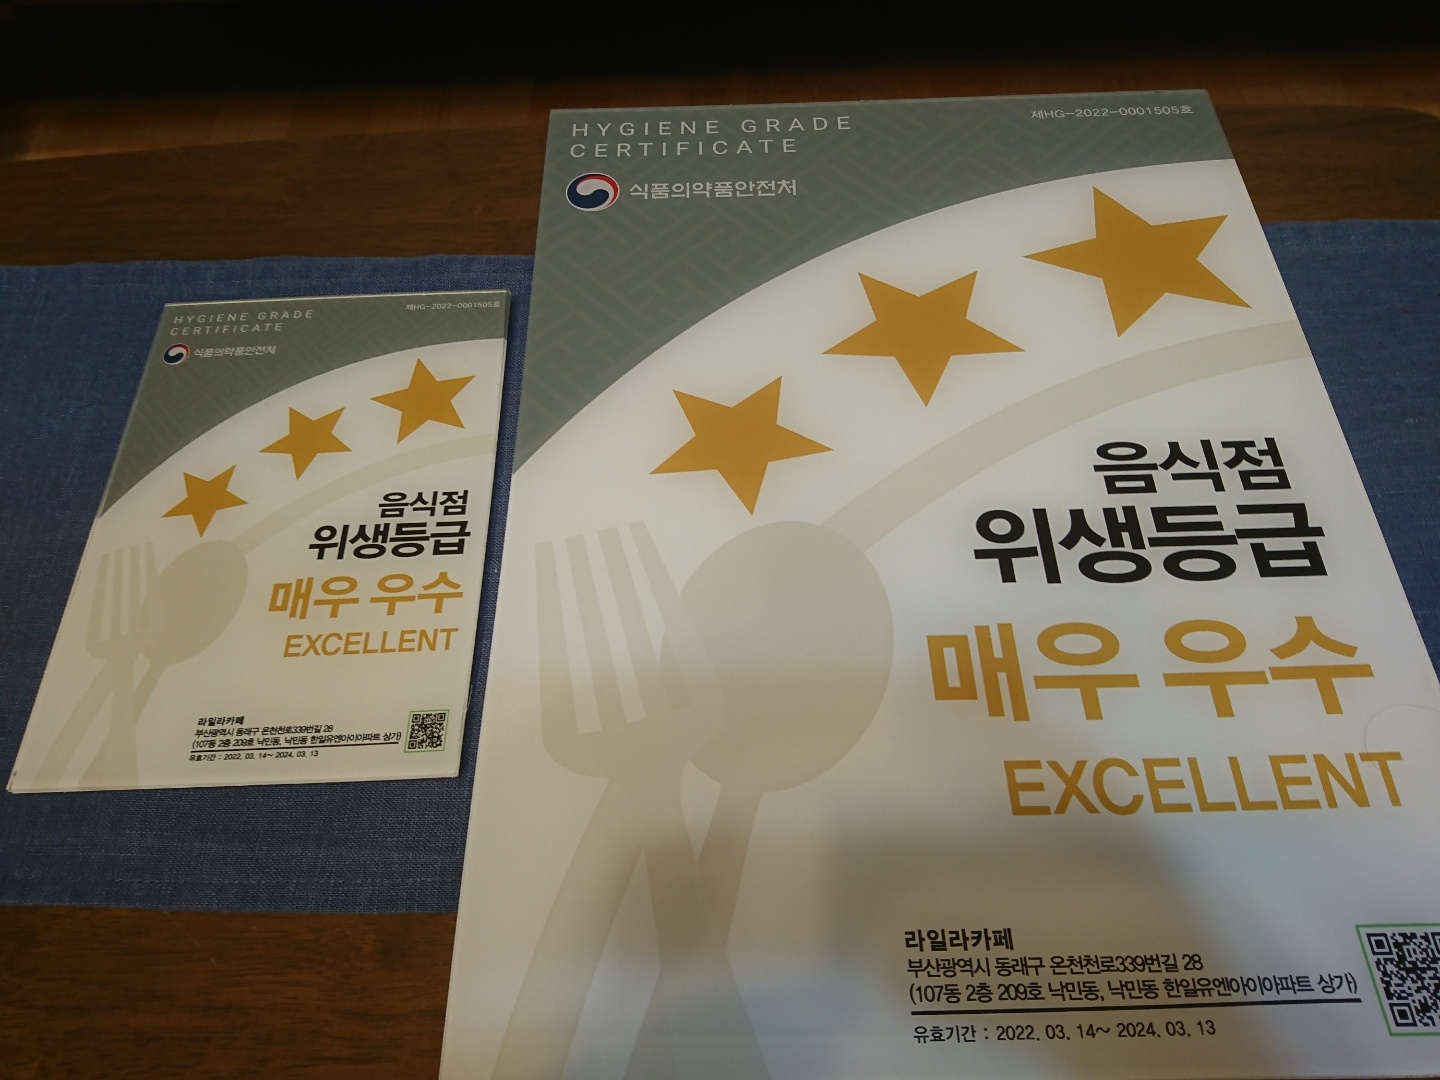 HYGIENE GRADE
CERTIFICATE
제HG-2022-0001505호
식품의약품안전처
음식점
위생등급
매우 우수
EXCELLENT
라일라카페
부산광역시 동래구 온천천로339번길 28
(107동 2층 209호 낙민동, 낙민동 한일유엔아이아파트 상가)
유효기간 : 2022. 03. 14~ 2024. 03. 13
HYGIENE GRADE
CERTIFICATE
제HG-2022-0001505호
식품의약품안전처
음식점
위생등급
매우 우수
EXCELLENT
라일라카페
부산광역시 동래구 온천천로339번길 28
(107동 2층 209호 낙민동, 낙민동 한일유엔아이아파트 상가)
유효기간 : 2022. 03. 14~ 2024. 03. 13